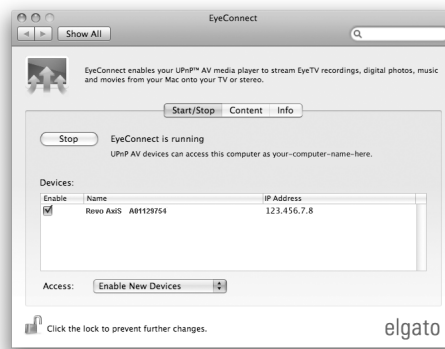 EyeConnect
Show All
EyeConnect enables your UPnP™ AV media player to stream EyeTV recordings, digital photos, music
and movies from your Mac onto your TV or stereo.
Start/Stop Content Info
Stop EyeConnect is running
UPnP AV devices can access this computer as your-computer-name-here.
Devices:
Enable Name IP Address
Revo AxiS A01129754 123.456.7.8
Access: Enable New Devices
Click the lock to prevent further changes.
elgato